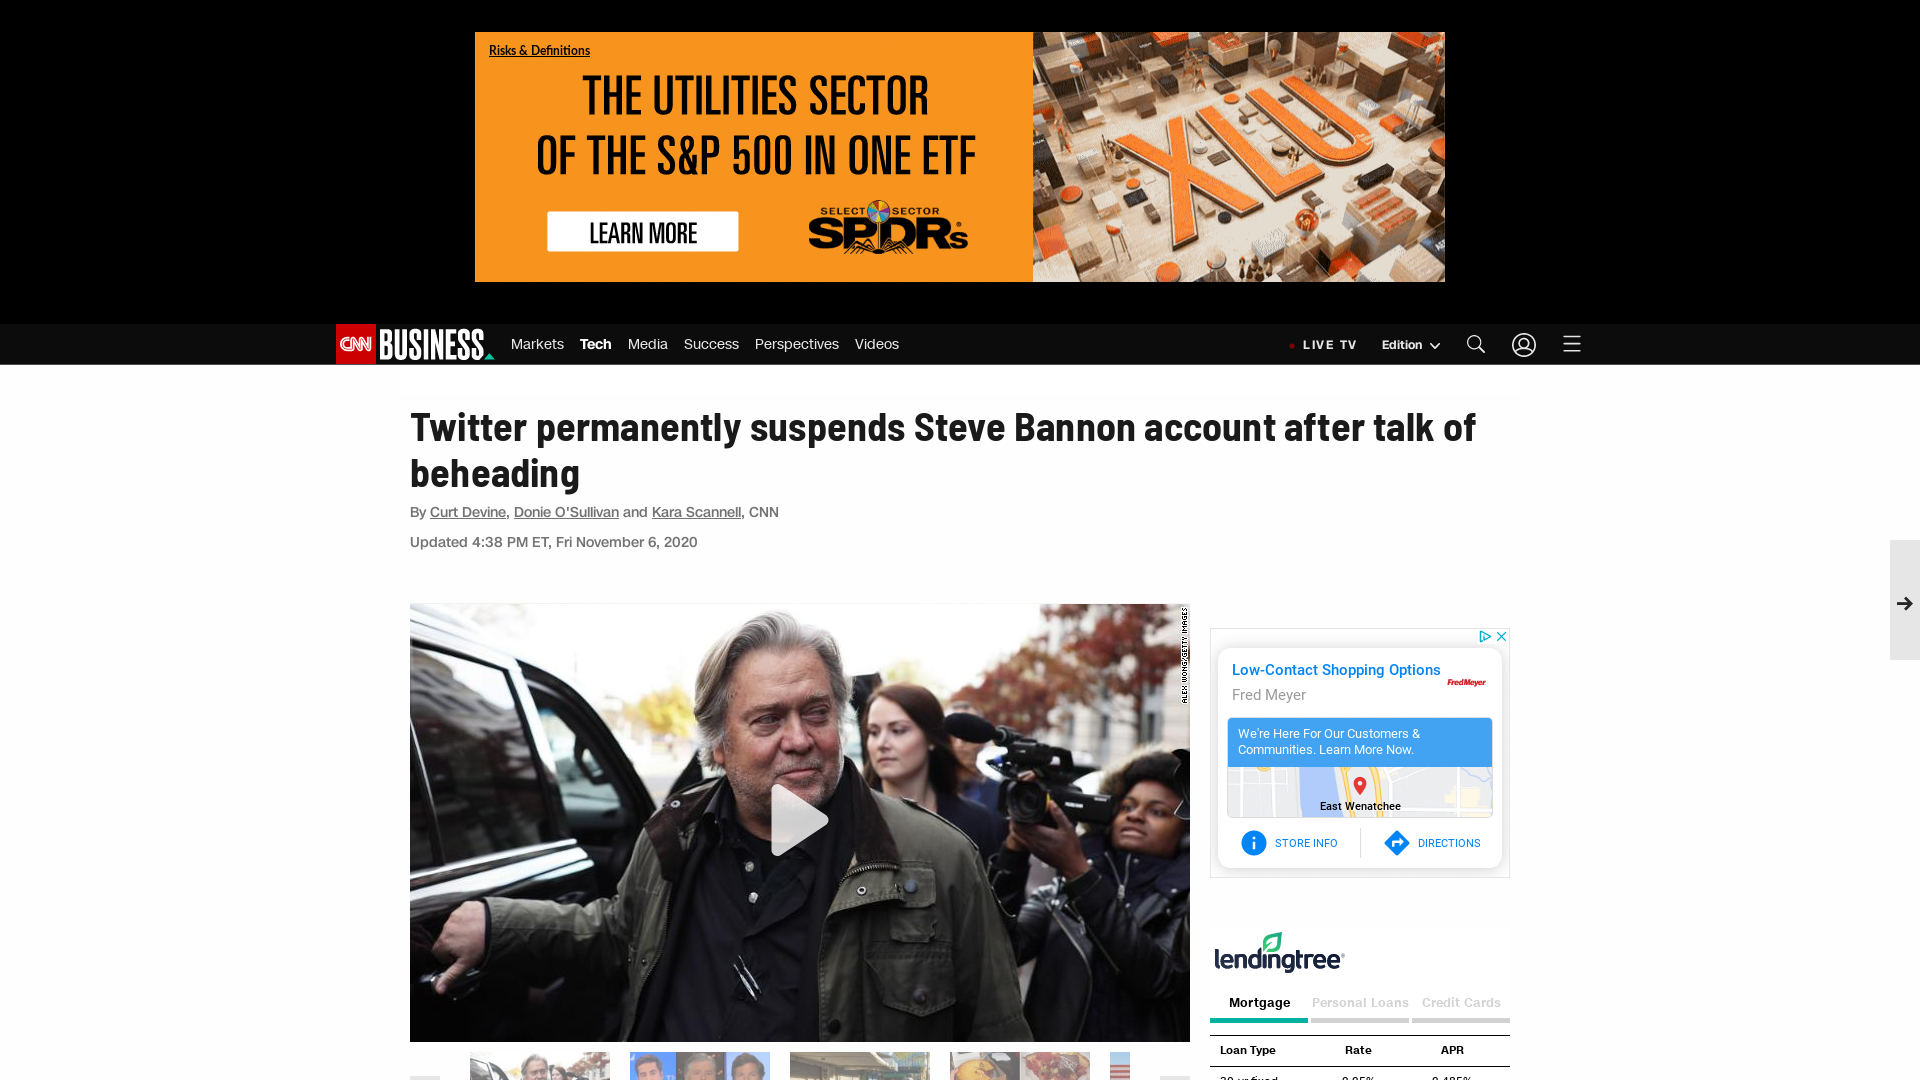 Risks & Definitions
THE UTILITIES SECTOR
OF THE S&P 500 IN ONE ETF
LEARN MORE
SELECT SECTOR
SPDRs
XLU
CNN BUSINESS
Markets Tech Media Success Perspectives Videos
LIVE TV Edition
Twitter permanently suspends Steve Bannon account after talk of
beheading
By Curt Devine, Donie O'Sullivan and Kara Scannell, CNN
Updated 4:38 PM ET, Fri November 6, 2020
ALEX WONG/GETTY IMAGES
Low-Contact Shopping Options
Fred Meyer
FredMeyer
We're Here For Our Customers &
Communities. Learn More Now.
East Wenatchee
STORE INFO DIRECTIONS
lendingtree
Mortgage Personal Loans Credit Cards
Loan Type Rate APR